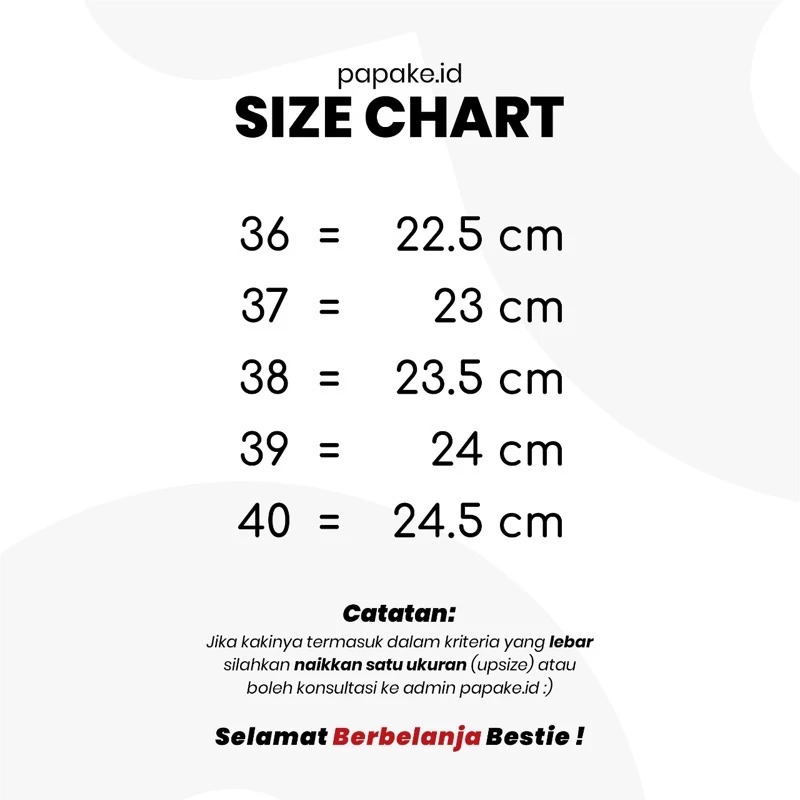 papake.id
SIZE CHART
36 = 22.5 cm
37 = 23 cm
38 = 23.5 cm
39 = 24 cm
40 = 24.5 cm
Catatan:
Jika kakinya termasuk dalam kriteria yang lebar
silahkan naikkan satu ukuran (upsize) atau
boleh konsultasi ke admin papake.id :)
Selamat Berbelanja Bestie !